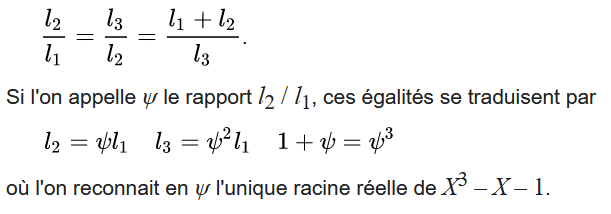 l₂/l₁ = l₃/l₂ = (l₁ + l₂)/l₃.
Si l'on appelle ψ le rapport l₂ / l₁, ces égalités se traduisent par
l₂ = ψl₁ l₃ = ψ²l₁ 1 + ψ = ψ³
où l'on reconnait en ψ l'unique racine réelle de X³ – X – 1.